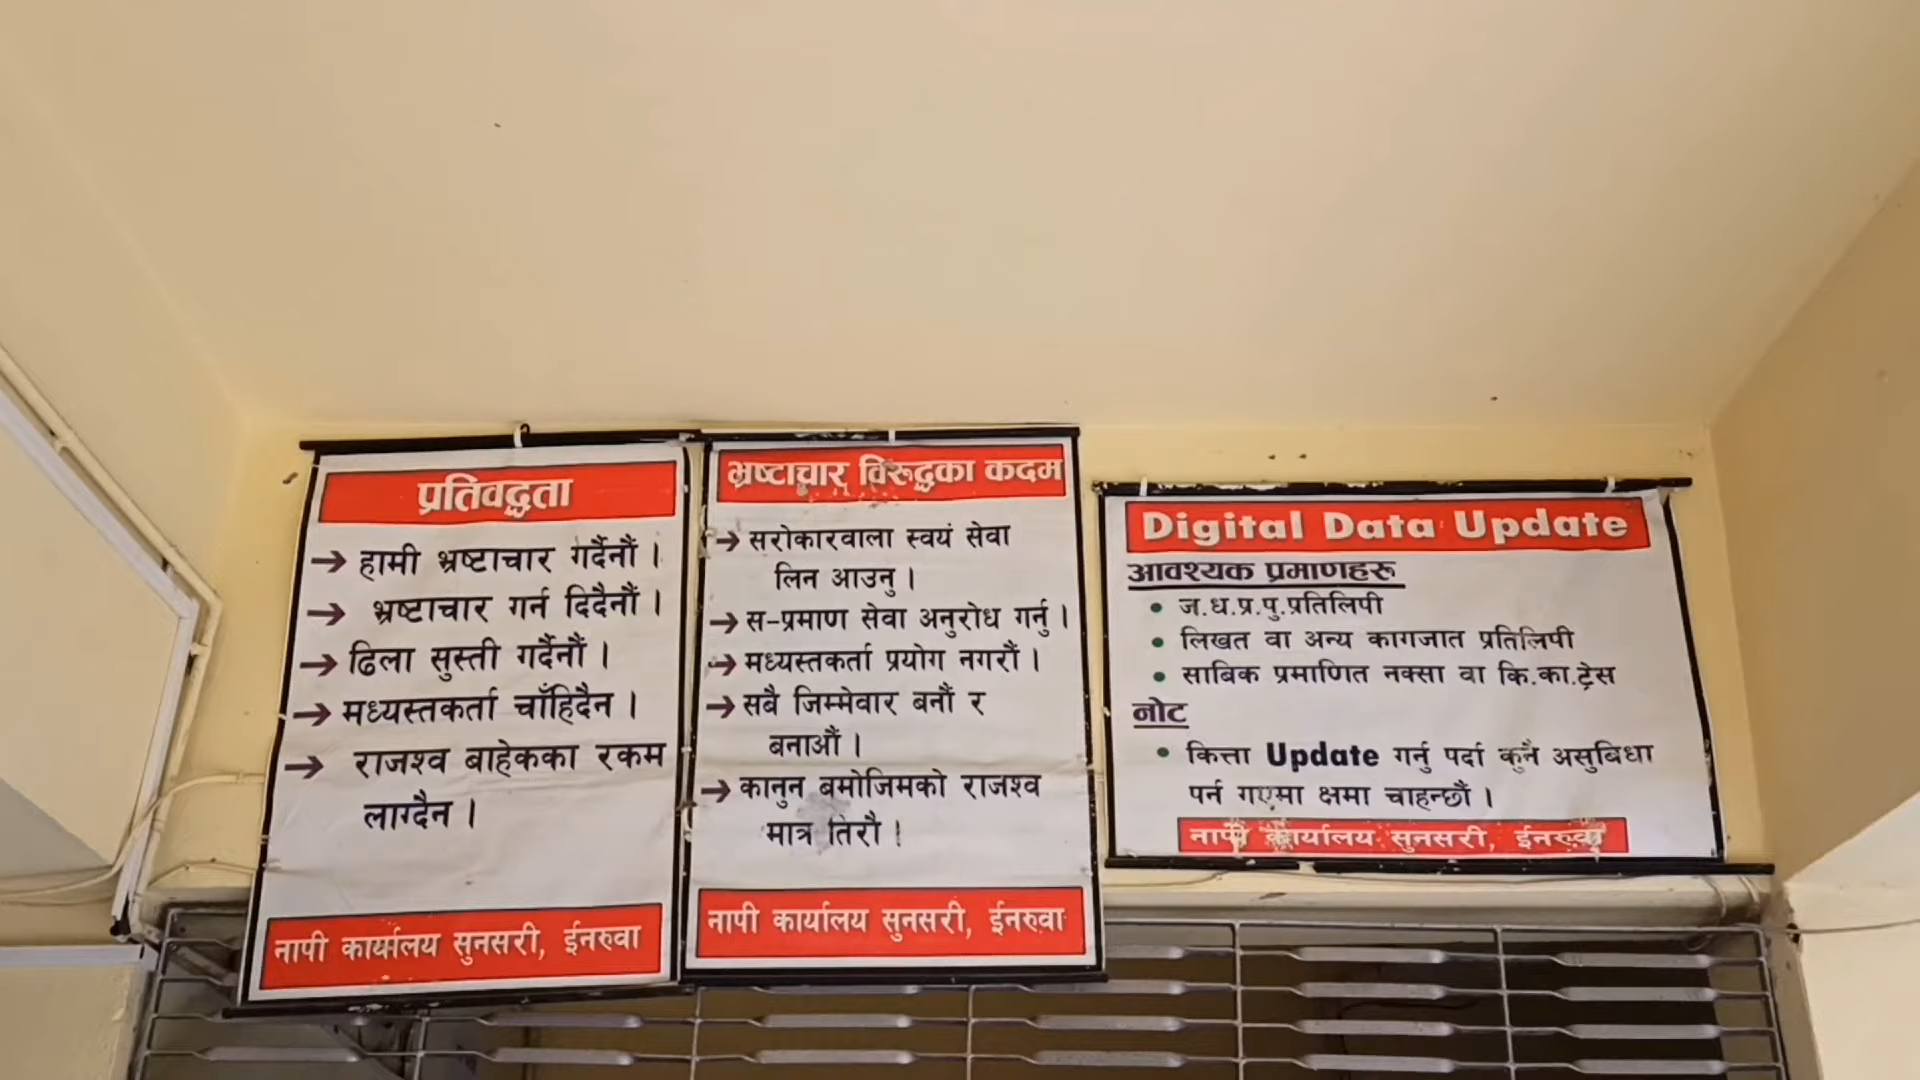 प्रतिवद्धता
→ हामी भ्रष्टाचार गर्दैनौं ।
→ भ्रष्टाचार गर्न दिदैनौं ।
→ ढिला सुस्ती गर्दैनौं ।
→ मध्यस्तकर्ता चाँहिदैन ।
→ राजश्व बाहेकका रकम
लाग्दैन ।
नापी कार्यालय सुनसरी, ईनरुवा
भ्रष्टाचार विरुद्धका कदम
→ सरोकारवाला स्वयं सेवा
लिन आउनु ।
→ स-प्रमाण सेवा अनुरोध गर्नु ।
→ मध्यस्तकर्ता प्रयोग नगरौं ।
→ सबै जिम्मेवार बनौं र
बनाऔं ।
→ कानुन बमोजिमको राजश्व
मात्र तिरौ ।
नापी कार्यालय सुनसरी, ईनरुवा
Digital Data Update
आवश्यक प्रमाणहरू
• ज.ध.प्र.पु.प्रतिलिपी
• लिखत वा अन्य कागजात प्रतिलिपी
• साबिक प्रमाणित नक्सा वा कि.का.ट्रेस
नोट
• कित्ता Update गर्नु पर्दा कुनै असुबिधा
पर्न गएमा क्षमा चाहन्छौं ।
नापी कार्यालय सुनसरी, ईनरुवा